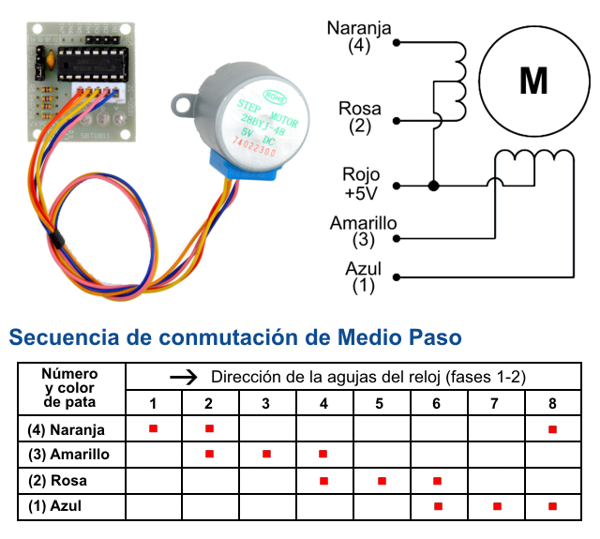 ROHS
STEP MOTOR
28BYJ-48
5V DC
74022300
Naranja
(4)
Rosa
(2)
Rojo
+5V
Amarillo
(3)
Azul
(1)
M
Secuencia de conmutación de Medio Paso
Número
y color
de pata
→ Dirección de la agujas del reloj (fases 1-2)
1 2 3 4 5 6 7 8
(4) Naranja
(3) Amarillo
(2) Rosa
(1) Azul